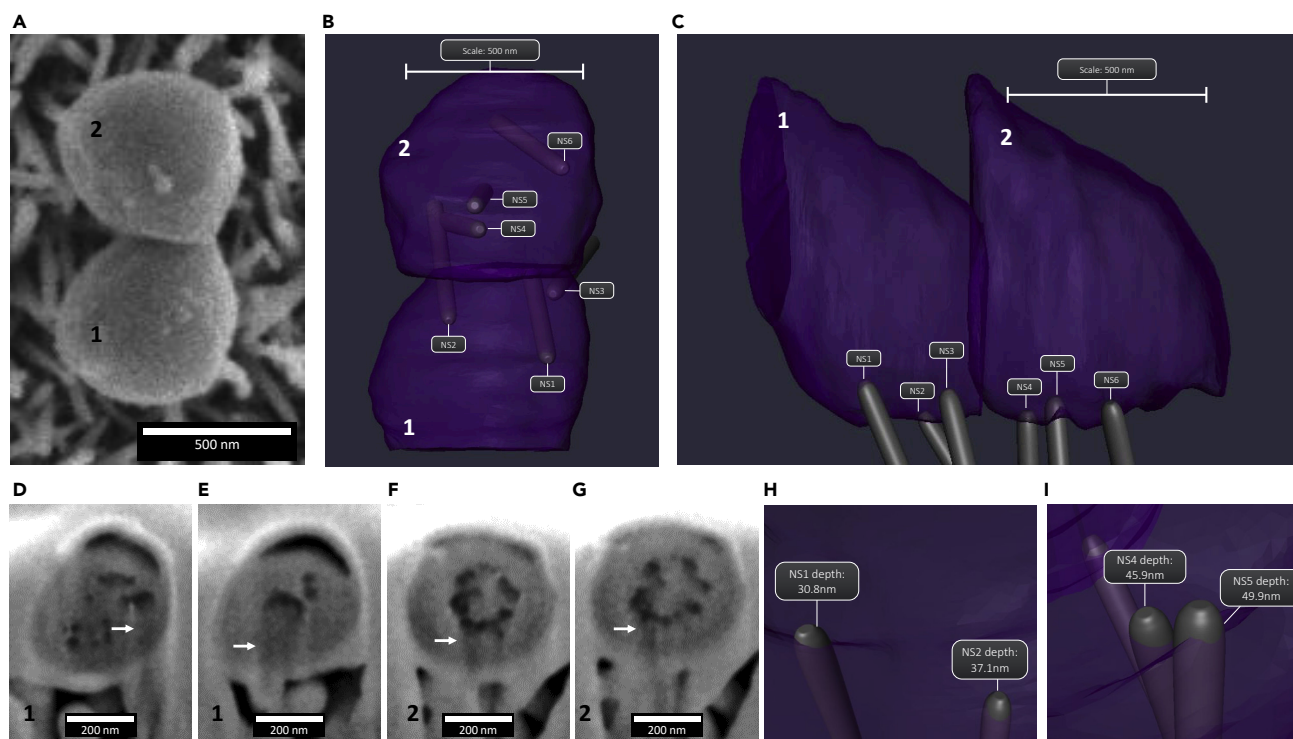 A
2
1
500 nm
B
Scale: 500 nm
2
NS6
NS5
NS4
NS3
NS2
NS1
1
C
Scale: 500 nm
1
2
NS1
NS3
NS2
NS4
NS5
NS6
D
1
200 nm
E
1
200 nm
F
2
200 nm
G
2
200 nm
H
NS1 depth:
30.8nm
NS2 depth:
37.1nm
I
NS4 depth:
45.9nm
NS5 depth:
49.9nm